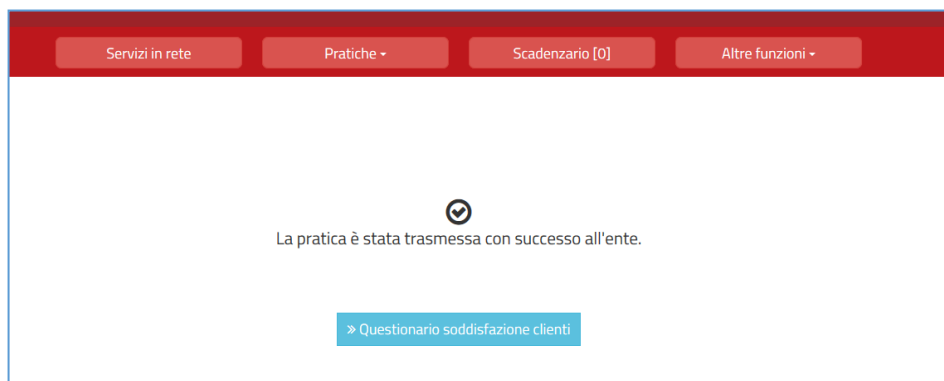 Servizi in rete
Pratiche
Scadenzario [0]
Altre funzioni
La pratica è stata trasmessa con successo all'ente.
» Questionario soddisfazione clienti